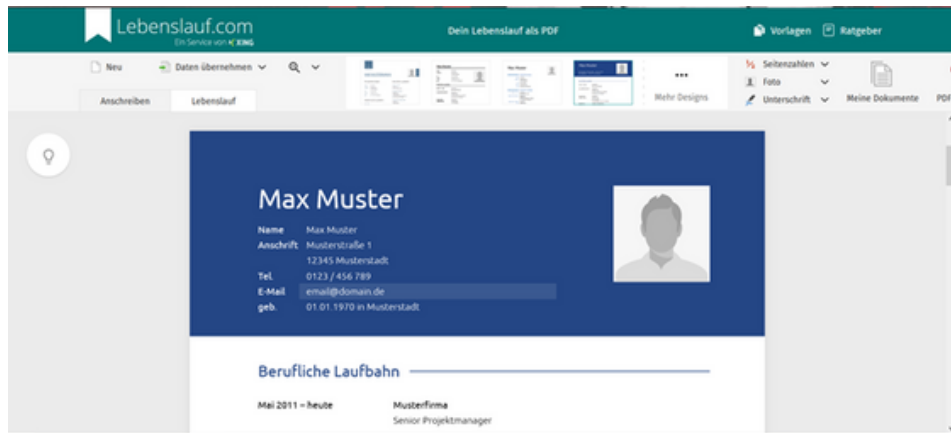 Lebenslauf.com
Ein Service von XING
Dein Lebenslauf als PDF
Vorlagen
Ratgeber
Neu
Daten übernehmen
Anschreiben
Lebenslauf
Mehr Designs
Seitenzahlen
Foto
Unterschrift
Meine Dokumente
PDF
Max Muster
Name Max Muster
Anschrift Musterstraße 1
12345 Musterstadt
Tel. 0123 / 456 789
E-Mail email@domain.de
geb. 01.01.1970 in Musterstadt
Berufliche Laufbahn
Mai 2011 – heute Musterfirma
Senior Projektmanager